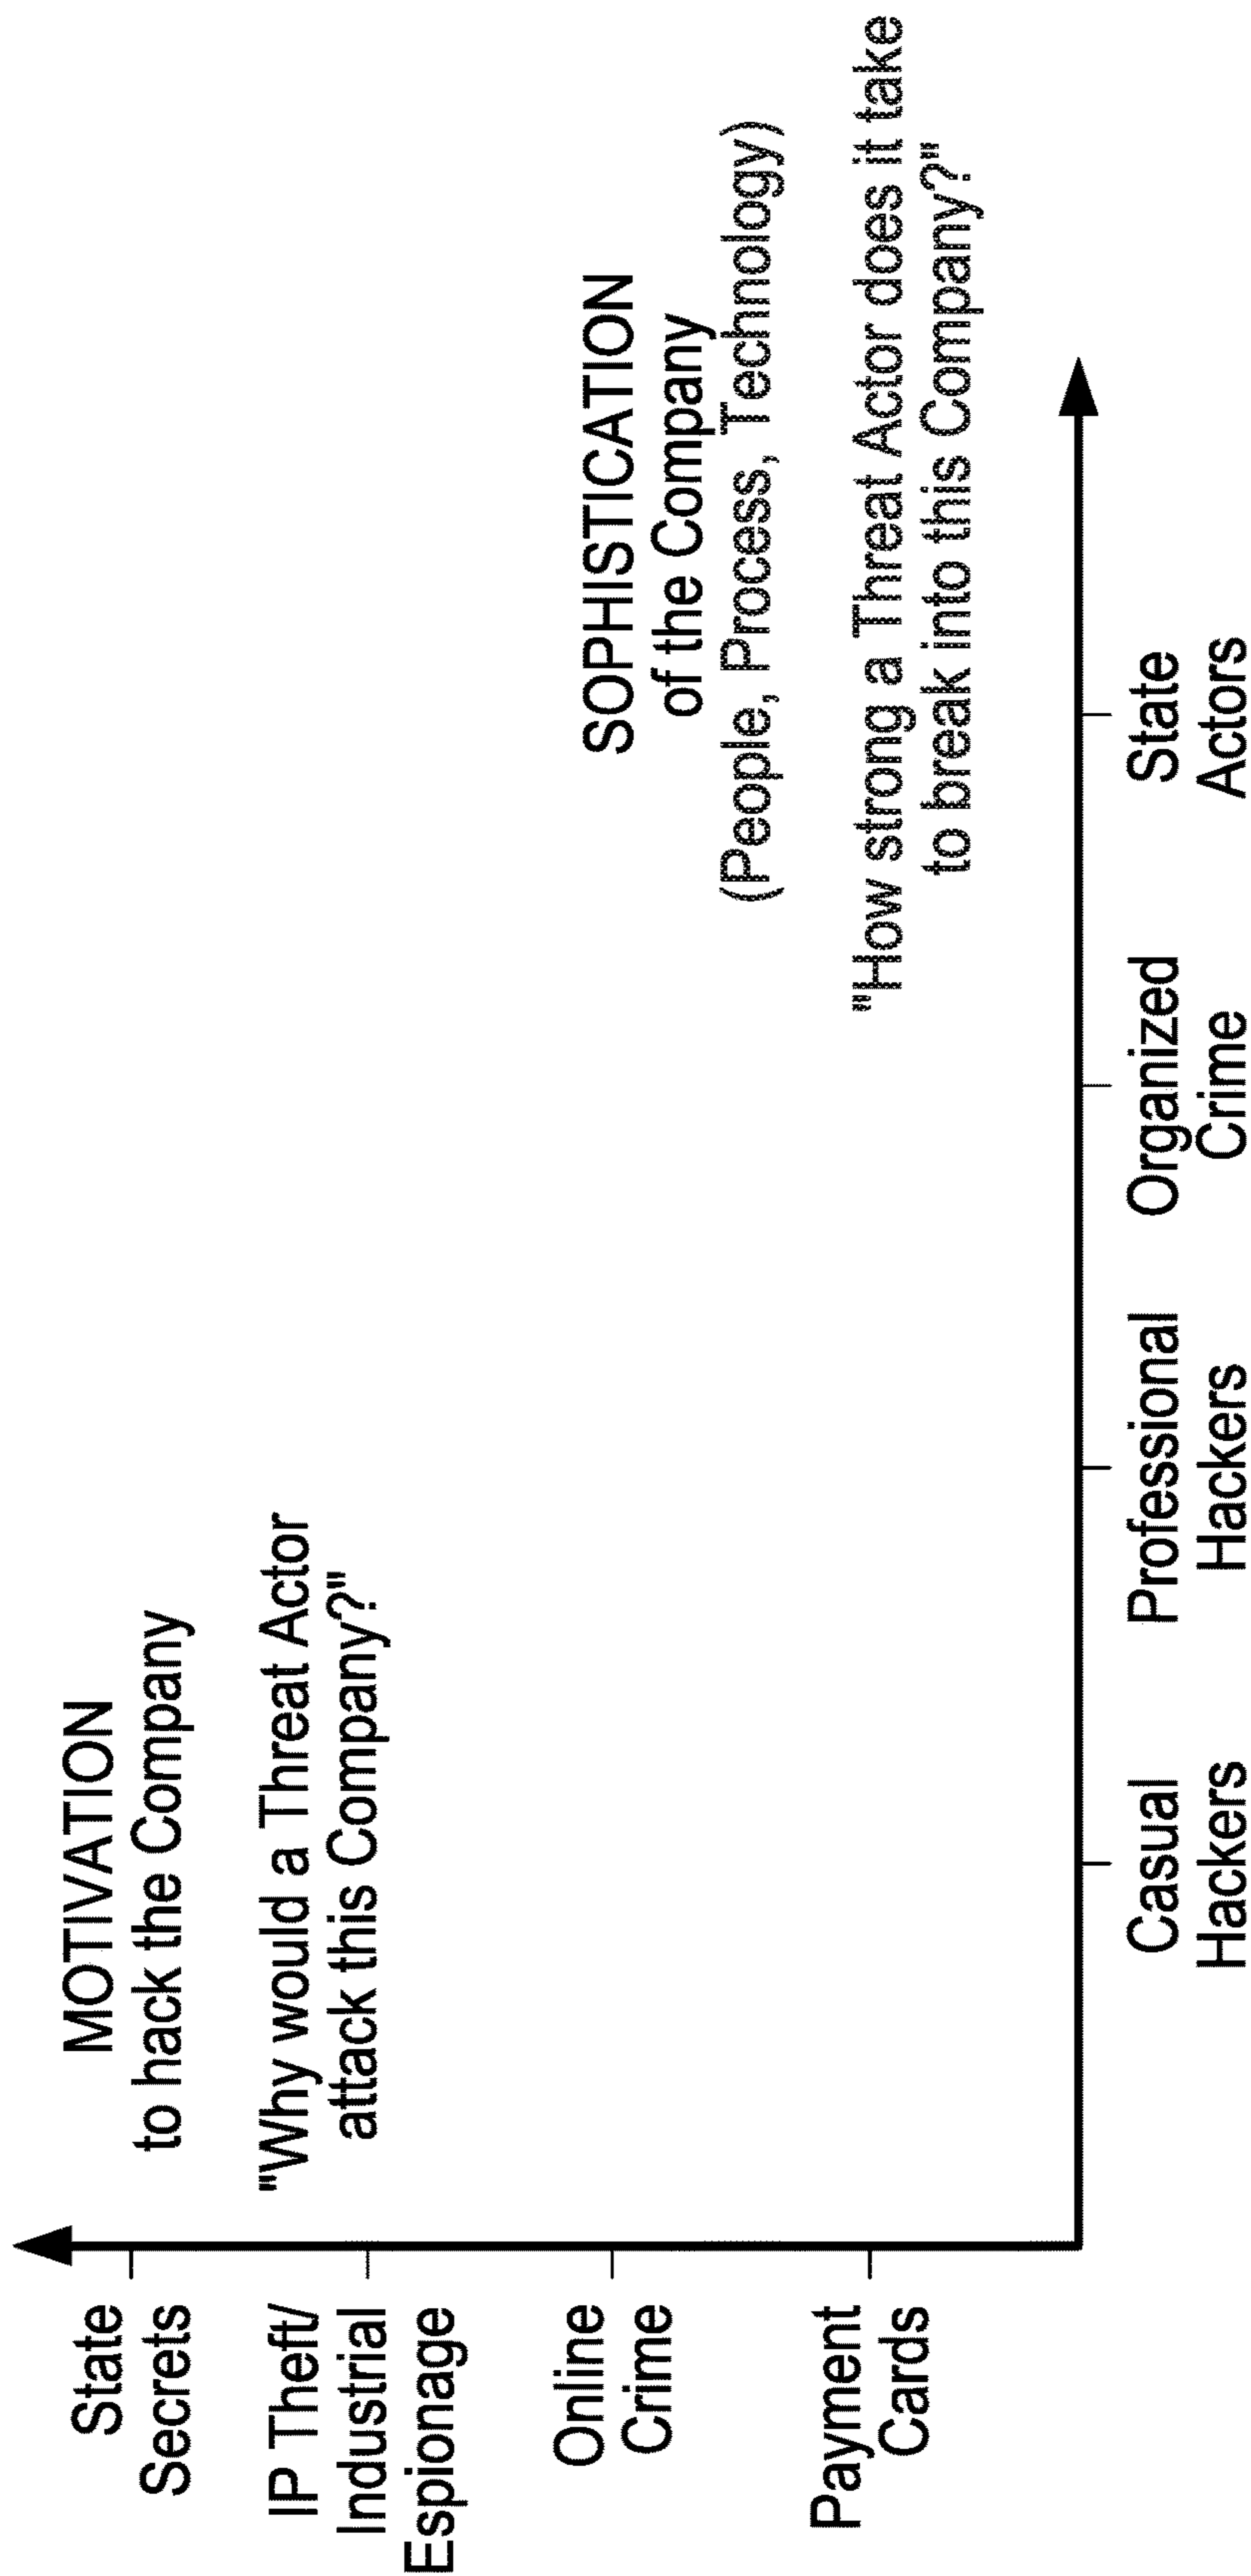 MOTIVATION
to hack the Company
"Why would a Threat Actor
attack this Company?"
State
Secrets
IP Theft/
Industrial
Espionage
Online
Crime
Payment
Cards
SOPHISTICATION
of the Company
(People, Process, Technology)
"How strong a Threat Actor does it take
to break into this Company?"
Casual
Hackers
Professional
Hackers
Organized
Crime
State
Actors